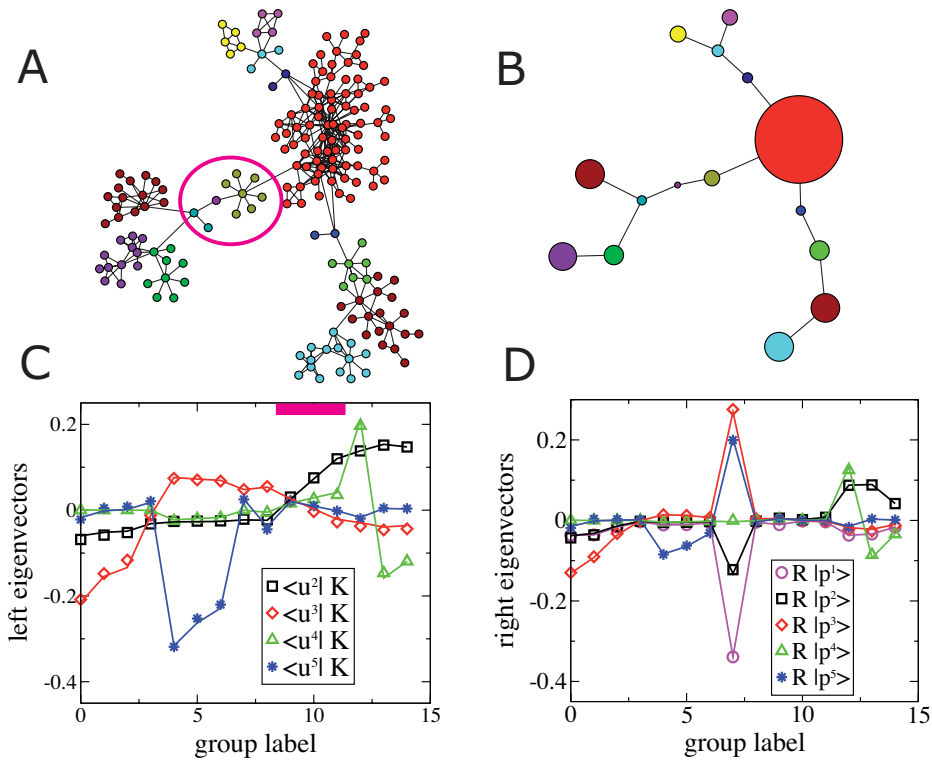 A
B
C
D
0.2
0
-0.2
-0.4
left eigenvectors
<u²| K
<u³| K
<u⁴| K
<u⁵| K
0
5
10
15
group label
0.2
0
-0.2
-0.4
right eigenvectors
R |p¹>
R |p²>
R |p³>
R |p⁴>
R |p⁵>
0
5
10
15
group label